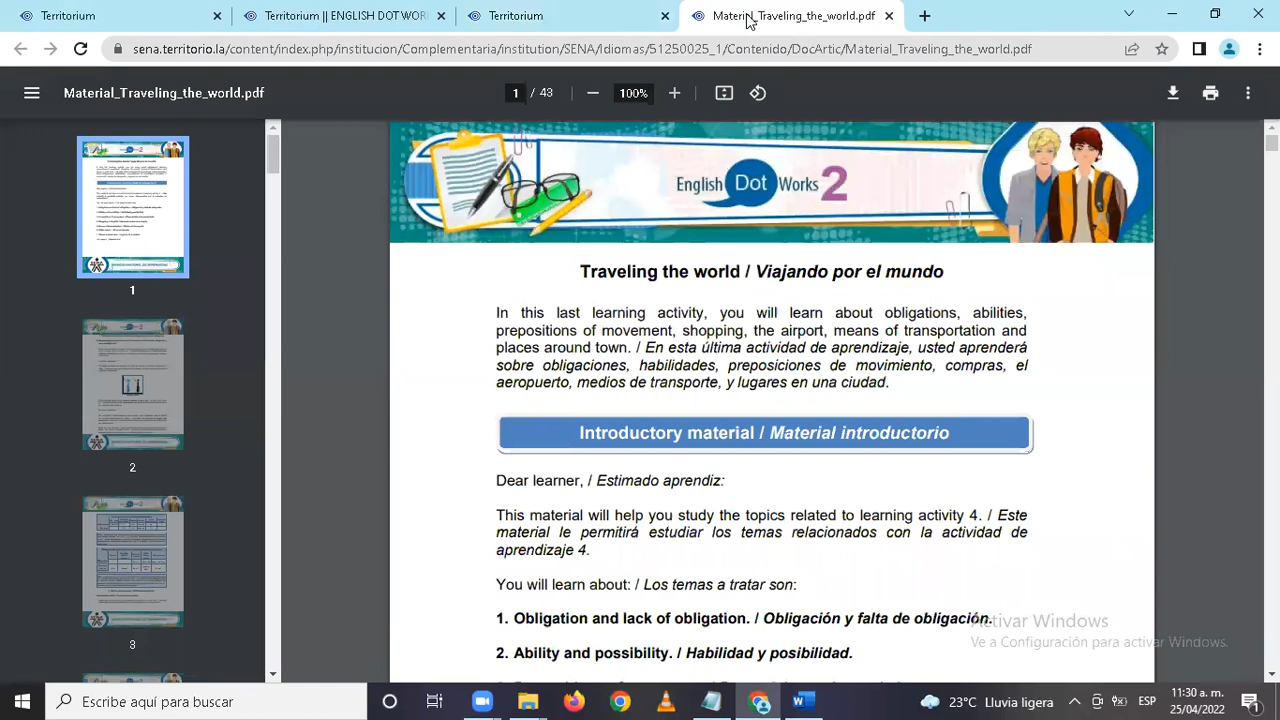 Territorium
Territorium || ENGLISH DOT WOR
Territorium
Material_Traveling_the_world.pdf
sena.territorio.la/content/index.php/institucion/Complementaria/institution/SENA/Idiomas/51250025_1/Contenido/DocArtic/Material_Traveling_the_world.pdf
Material_Traveling_the_world.pdf
1 / 43
100%
English Dot Works 2
Traveling the world / Viajando por el mundo
In this last learning activity, you will learn about obligations, abilities,
prepositions of movement, shopping, the airport, means of transportation and
places around town. / En esta última actividad de aprendizaje, usted aprenderá
sobre obligaciones, habilidades, preposiciones de movimiento, compras, el
aeropuerto, medios de transporte, y lugares en una ciudad.
Introductory material / Material introductorio
Dear learner, / Estimado aprendiz:
This material will help you study the topics related to learning activity 4. / Este
material le permitirá estudiar los temas relacionados con la actividad de
aprendizaje 4.
You will learn about: / Los temas a tratar son:
1. Obligation and lack of obligation. / Obligación y falta de obligación.
2. Ability and possibility. / Habilidad y posibilidad.
1
2
3
Activar Windows
Ve a Configuración para activar Windows.
Escribe aquí para buscar
23°C Lluvia ligera
ESP
11:30 a. m.
25/04/2022
1